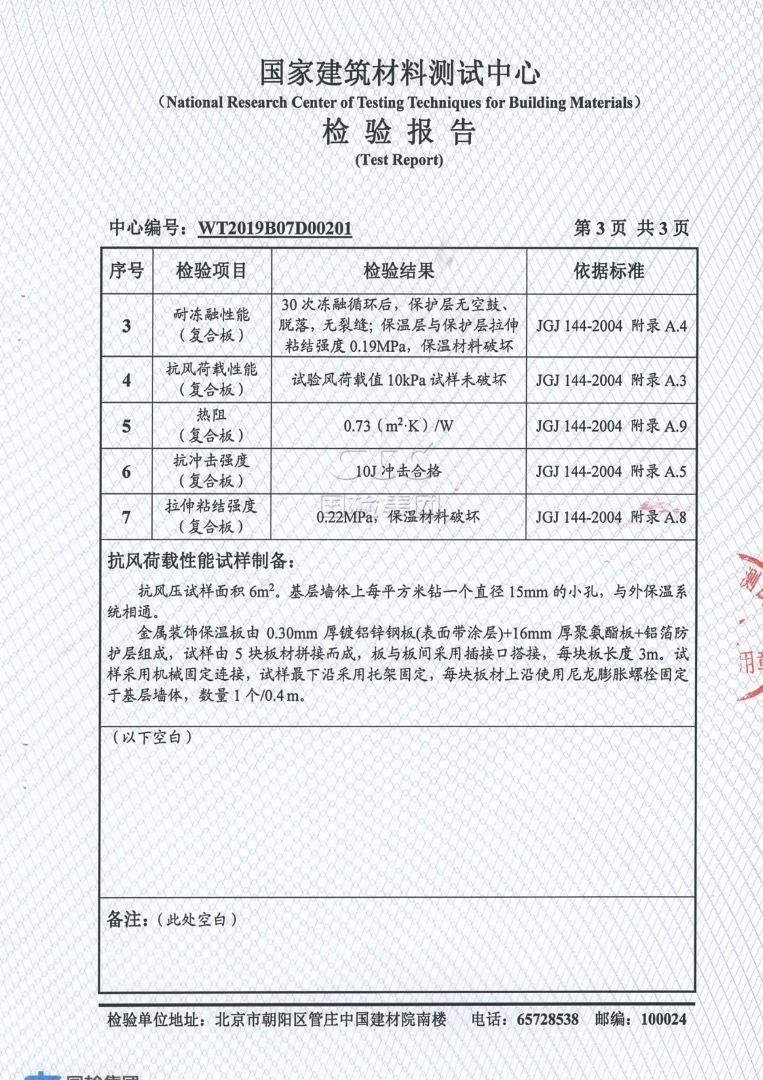 国家建筑材料测试中心
（National Research Center of Testing Techniques for Building Materials）
检 验 报 告
(Test Report)
中心编号：WT2019B07D00201 第 3 页 共 3 页
序号 检验项目 检验结果 依据标准
3 耐冻融性能（复合板） 30 次冻融循环后，保护层无空鼓、
脱落，无裂缝；保温层与保护层拉伸
粘结强度 0.19MPa，保温材料破坏 JGJ 144-2004 附录 A.4
4 抗风荷载性能（复合板） 试验风荷载值 10kPa 试样未破坏 JGJ 144-2004 附录 A.3
5 热阻（复合板） 0.73（m²·K）/W JGJ 144-2004 附录 A.9
6 抗冲击强度（复合板） 10J 冲击合格 JGJ 144-2004 附录 A.5
7 拉伸粘结强度（复合板） 0.22MPa，保温材料破坏 JGJ 144-2004 附录 A.8
抗风荷载性能试样制备：
抗风压试样面积 6m²。基层墙体上每平方米钻一个直径 15mm 的小孔，与外保温系
统相通。
金属装饰保温板由 0.30mm 厚镀铝锌钢板(表面带涂层)+16mm 厚聚氨酯板+铝箔防
护层组成，试样由 5 块板材拼接而成，板与板间采用插接口搭接，每块板长度 3m。试
样采用机械固定连接，试样最下沿采用托架固定，每块板材上沿使用尼龙膨胀螺栓固定
于基层墙体，数量 1 个/0.4m。
（以下空白）
备注：（此处空白）
检验单位地址：北京市朝阳区管庄中国建材院南楼 电话：65728538 邮编：100024